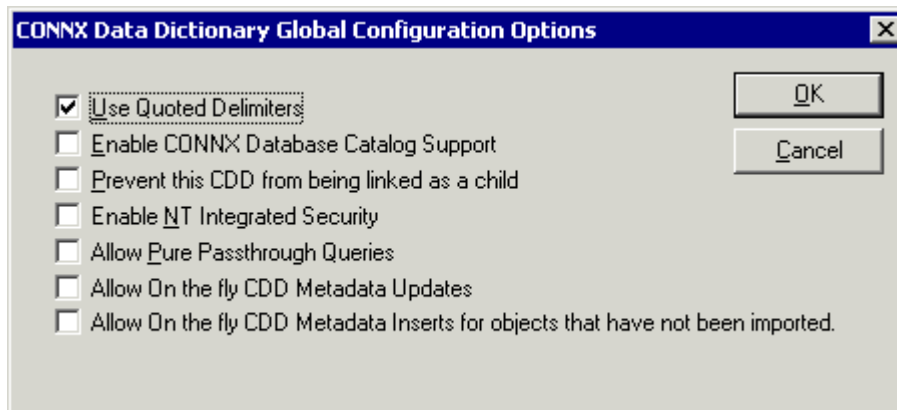 CONNX Data Dictionary Global Configuration Options
Use Quoted Delimiters
OK
Enable CONNX Database Catalog Support
Cancel
Prevent this CDD from being linked as a child
Enable NT Integrated Security
Allow Pure Passthrough Queries
Allow On the fly CDD Metadata Updates
Allow On the fly CDD Metadata Inserts for objects that have not been imported.